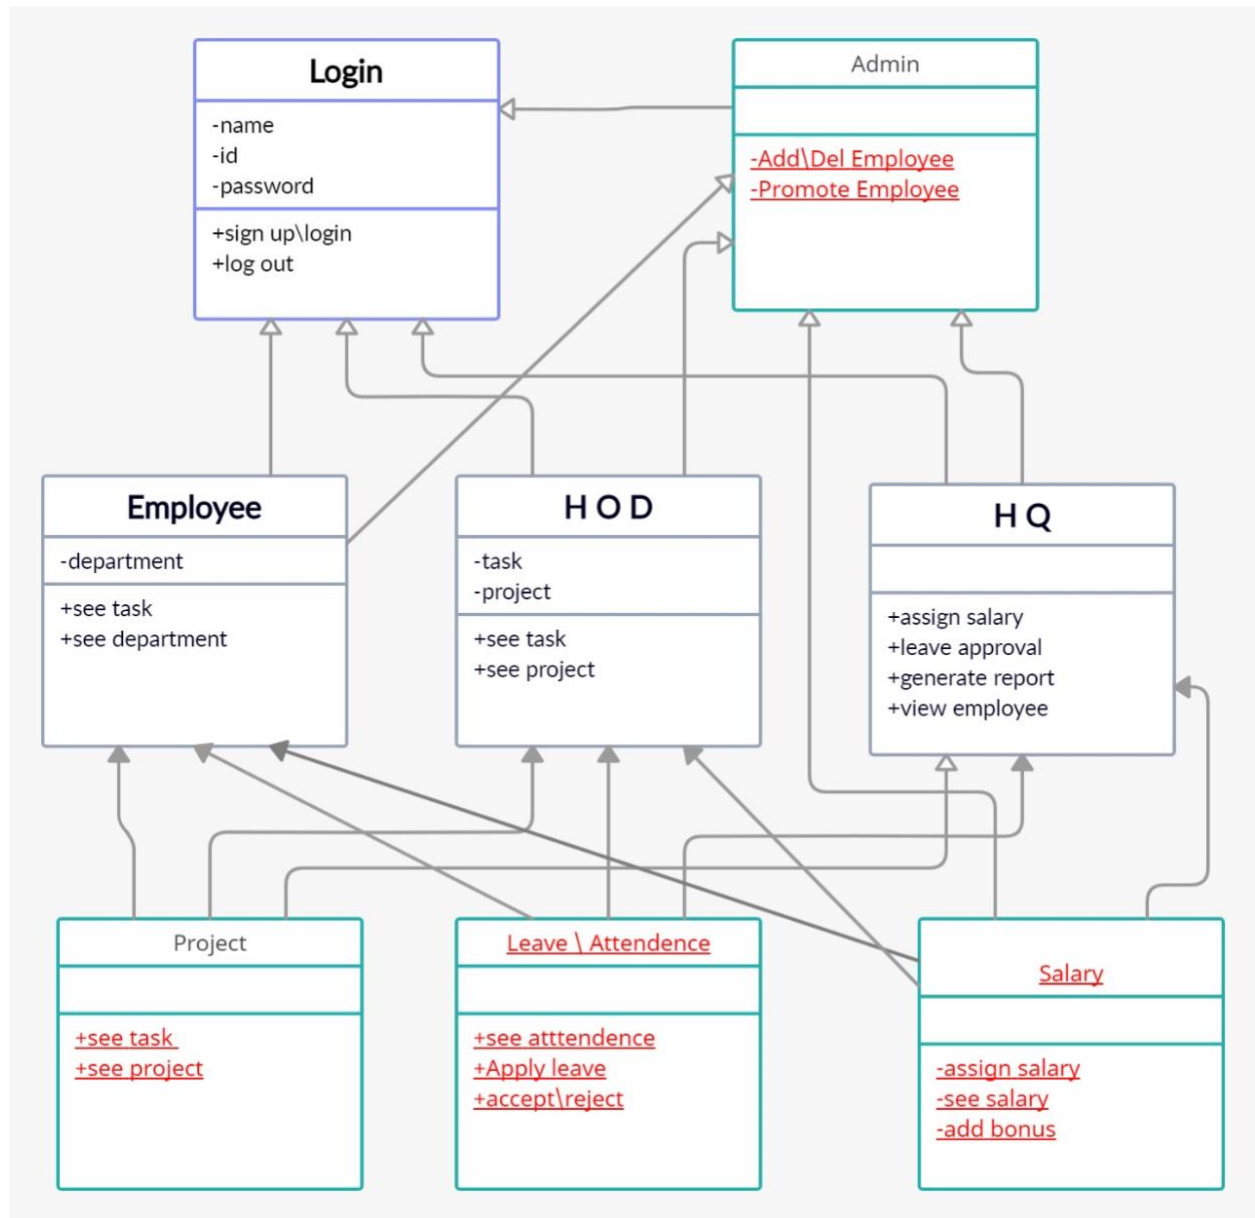 Login
-name
-id
-password
+sign up\login
+log out
Admin
-Add\Del Employee
-Promote Employee
Employee
-department
+see task
+see department
H O D
-task
-project
+see task
+see project
H Q
+assign salary
+leave approval
+generate report
+view employee
Project
+see task
+see project
Leave \ Attendence
+see atttendence
+Apply leave
+accept\reject
Salary
-assign salary
-see salary
-add bonus